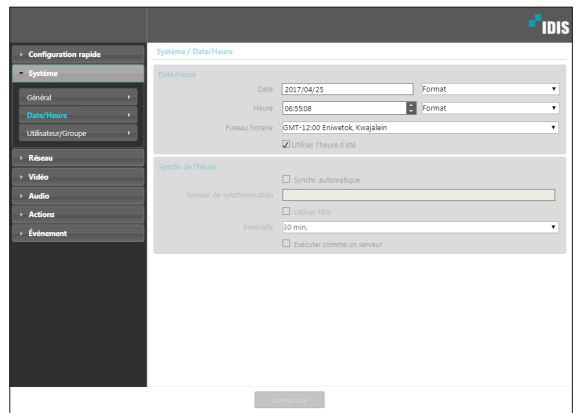 IDIS
Configuration rapide
Système
Général
Date/Heure
Utilisateur/Groupe
Réseau
Vidéo
Audio
Actions
Événement
Système / Date/Heure
Date/Heure
Date 2017/04/25 Format
Heure 06:55:08 Format
Fuseau horaire GMT-12:00 Eniwetok, Kwajalein
Utiliser l'heure d'été
Synchr. de l'heure
Synchr. automatique
Serveur de synchronisation
Utiliser FEN
Intervalle 30 min.
Exécuter comme un serveur
Enregistrer